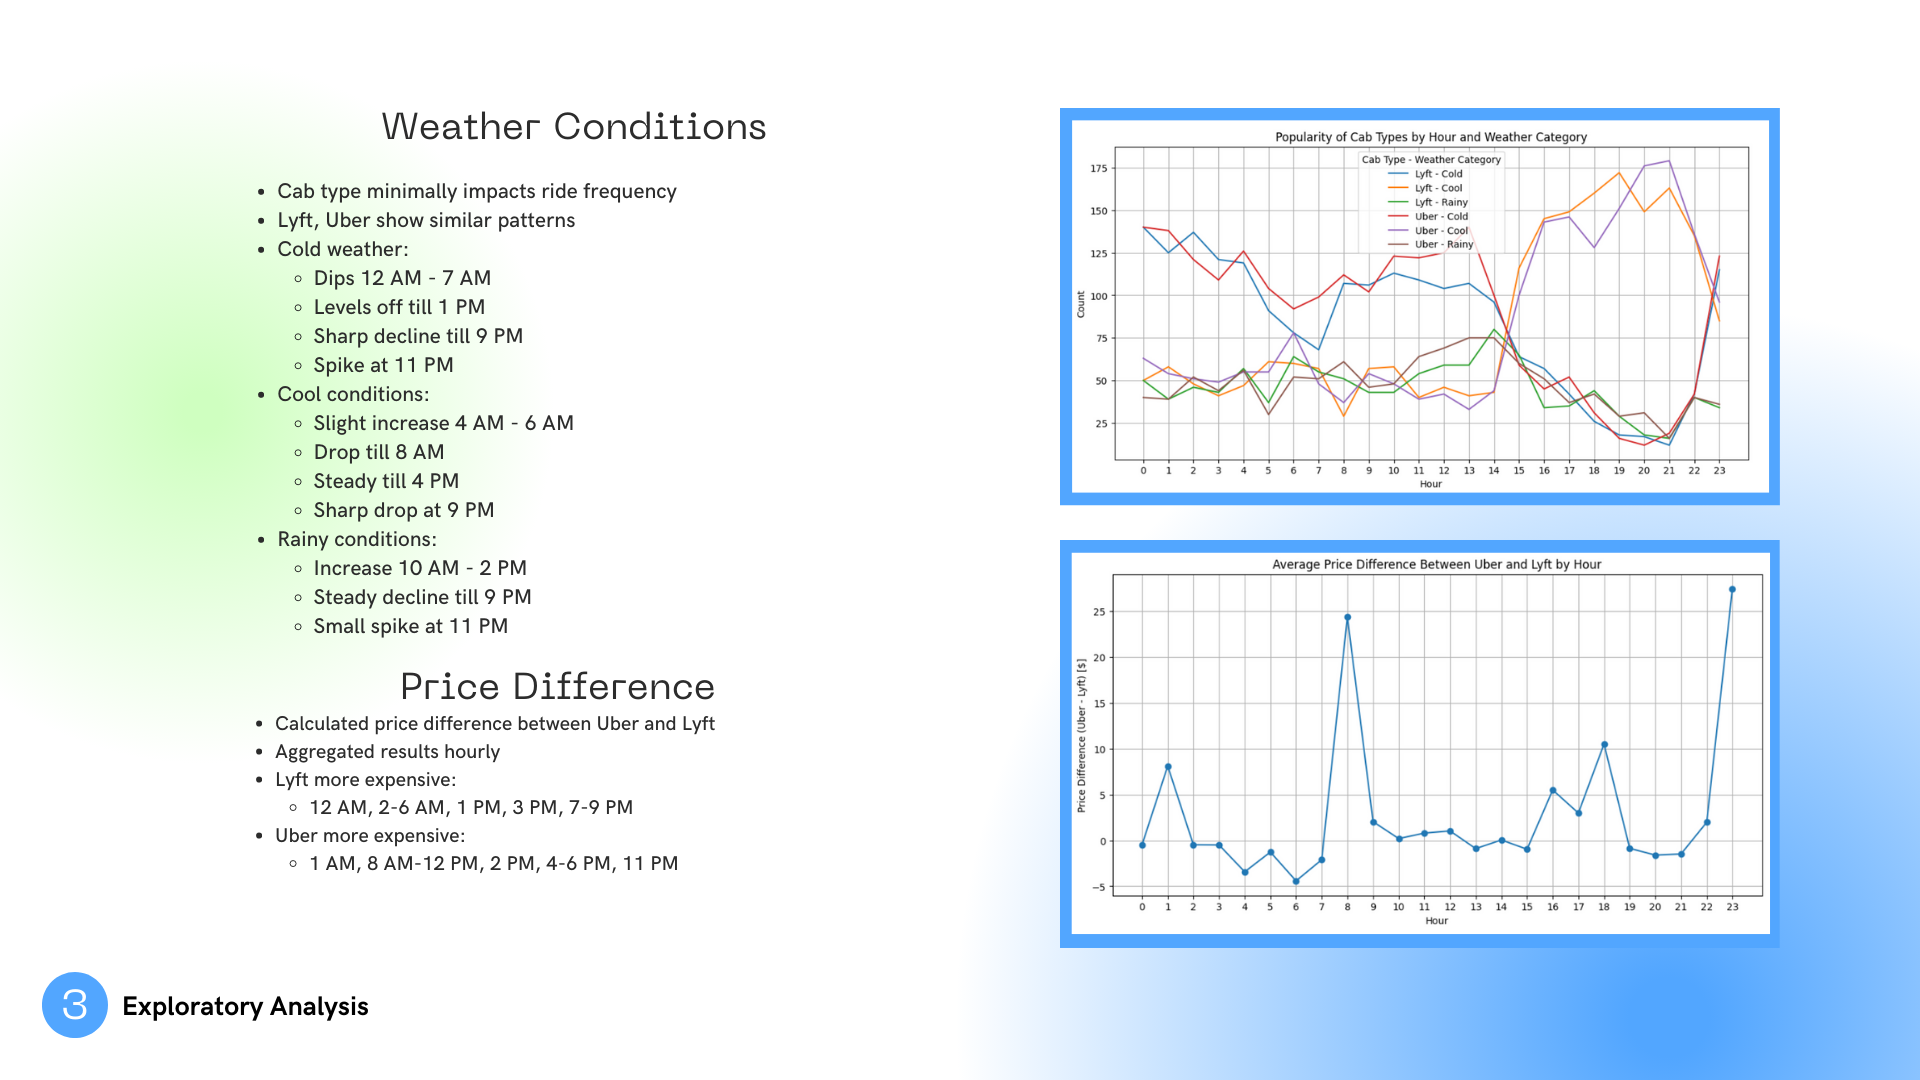 Weather Conditions
• Cab type minimally impacts ride frequency
• Lyft, Uber show similar patterns
• Cold weather:
◦ Dips 12 AM - 7 AM
◦ Levels off till 1 PM
◦ Sharp decline till 9 PM
◦ Spike at 11 PM
• Cool conditions:
◦ Slight increase 4 AM - 6 AM
◦ Drop till 8 AM
◦ Steady till 4 PM
◦ Sharp drop at 9 PM
• Rainy conditions:
◦ Increase 10 AM - 2 PM
◦ Steady decline till 9 PM
◦ Small spike at 11 PM
Price Difference
• Calculated price difference between Uber and Lyft
• Aggregated results hourly
• Lyft more expensive:
◦ 12 AM, 2-6 AM, 1 PM, 3 PM, 7-9 PM
• Uber more expensive:
◦ 1 AM, 8 AM-12 PM, 2 PM, 4-6 PM, 11 PM
Popularity of Cab Types by Hour and Weather Category
Cab Type - Weather Category
Lyft - Cold
Lyft - Cool
Lyft - Rainy
Uber - Cold
Uber - Cool
Uber - Rainy
175
150
125
100
75
50
25
Count
0 1 2 3 4 5 6 7 8 9 10 11 12 13 14 15 16 17 18 19 20 21 22 23
Hour
Average Price Difference Between Uber and Lyft by Hour
25
20
15
10
5
0
−5
Price Difference (Uber - Lyft) [$]
0 1 2 3 4 5 6 7 8 9 10 11 12 13 14 15 16 17 18 19 20 21 22 23
Hour
3 Exploratory Analysis